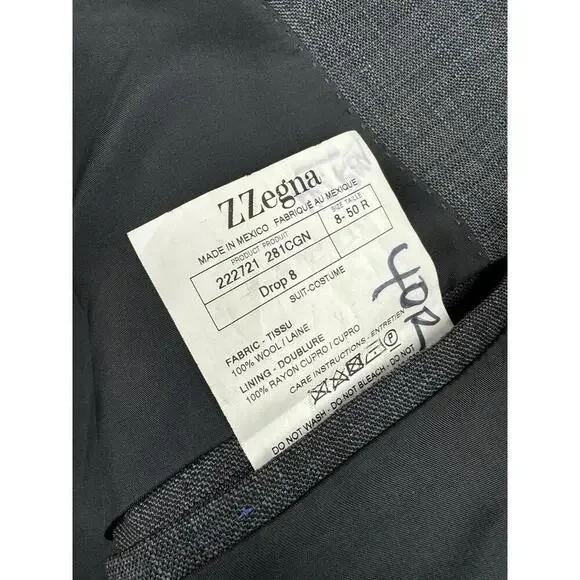 ZZegna
MADE IN MEXICO FABRIQUÉ AU MEXIQUE
PRODUCT PRODUIT
SIZE TAILLE
222721 281CGN
8- 50 R
Drop 8
SUIT-COSTUME
FABRIC - TISSU
100% WOOL / LAINE
LINING - DOUBLURE
100% RAYON CUPRO / CUPRO
CARE INSTRUCTIONS - ENTRETIEN
DO NOT WASH - DO NOT BLEACH - DO NOT